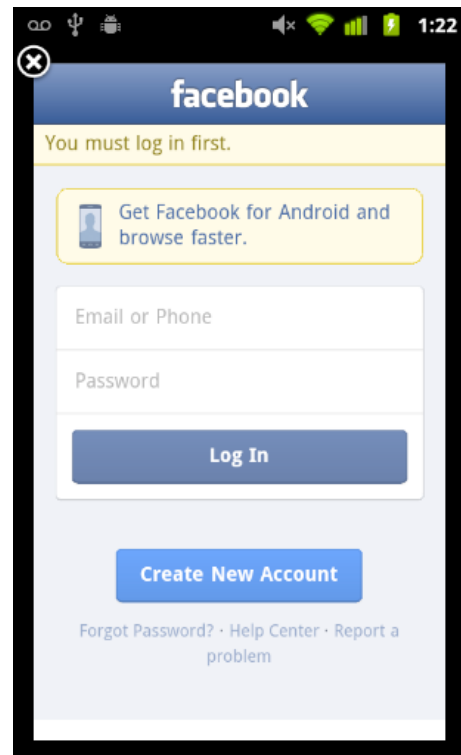 1:22
facebook
You must log in first.
Get Facebook for Android and
browse faster.
Email or Phone
Password
Log In
Create New Account
Forgot Password? · Help Center · Report a
problem